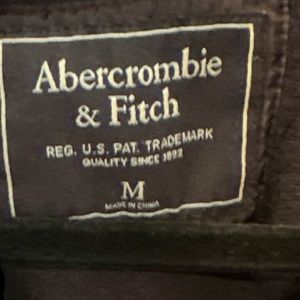 Abercrombie
& Fitch
REG. U.S. PAT. TRADEMARK
QUALITY SINCE 1892
M
MADE IN CHINA